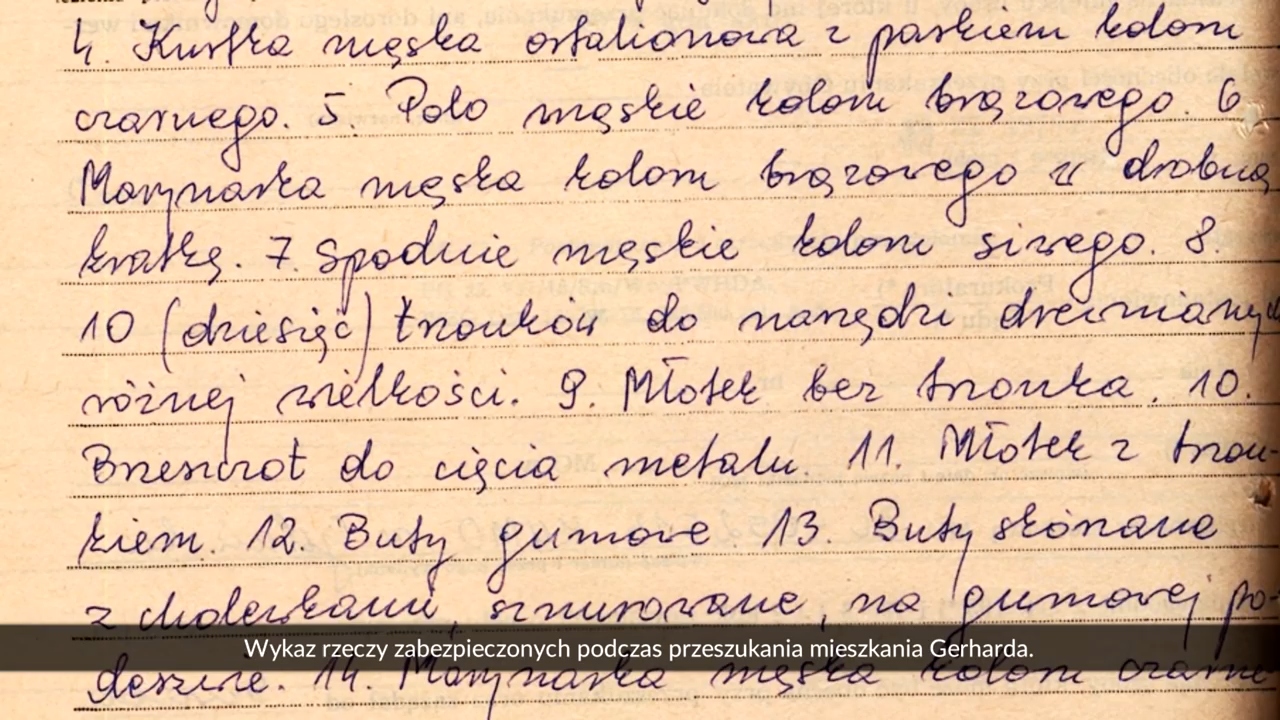 4. Kurtka męska ortalionowa z paskiem koloru
czarnego. 5. Polo męskie koloru brązowego. 6
Marynarka męska koloru brązowego w drobną
kratkę. 7. Spodnie męskie koloru siwego. 8.
10 (dziesięć) trzonków do narzędzi drewnianych
różnej wielkości. 9. Młotek bez trzonka. 10.
Brzeszczot do cięcia metalu. 11. Młotek z trzon-
kiem. 12. Buty gumowe. 13. Buty skórzane
z cholewkami, sznurowane, na gumowej po-
Wykaz rzeczy zabezpieczonych podczas przeszukania mieszkania Gerharda.
deszwie. 14. Marynarka męska koloru czarne-